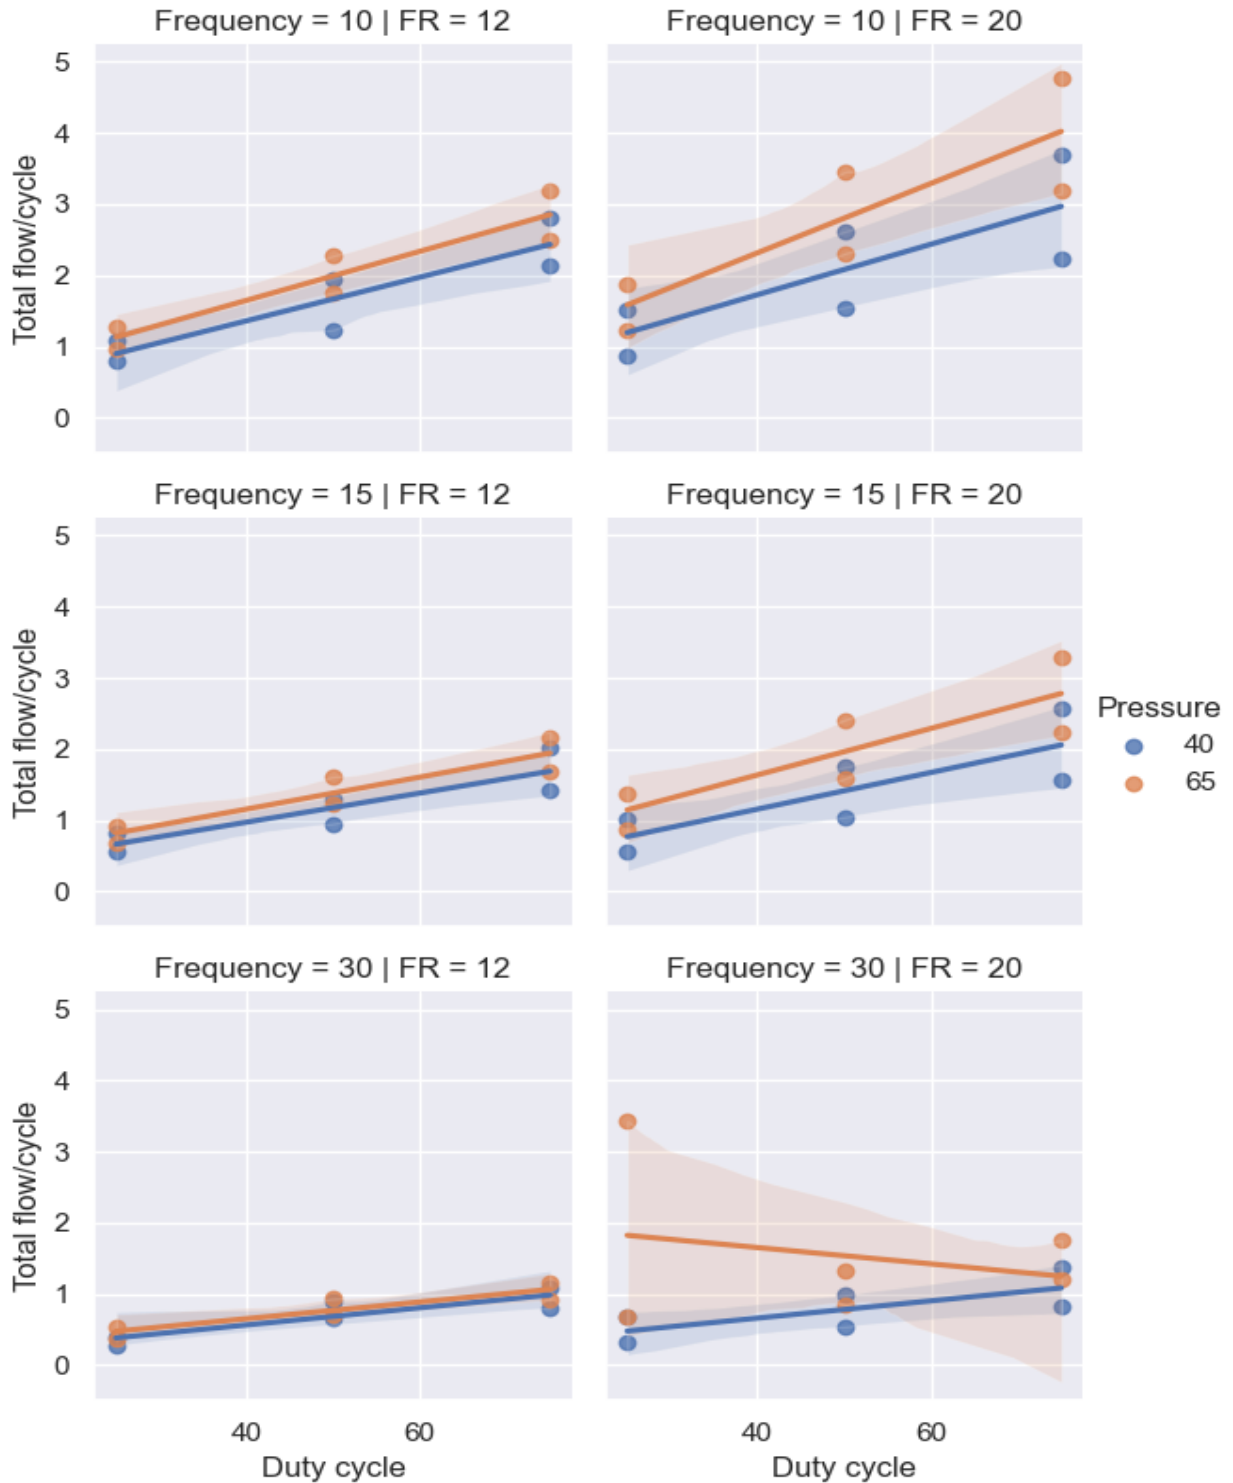 Frequency = 10 | FR = 12
Frequency = 10 | FR = 20
5
4
3
2
1
0
Total flow/cycle
Frequency = 15 | FR = 12
Frequency = 15 | FR = 20
5
4
3
2
1
0
Total flow/cycle
Pressure
40
65
Frequency = 30 | FR = 12
Frequency = 30 | FR = 20
5
4
3
2
1
0
Total flow/cycle
40 60
Duty cycle
40 60
Duty cycle